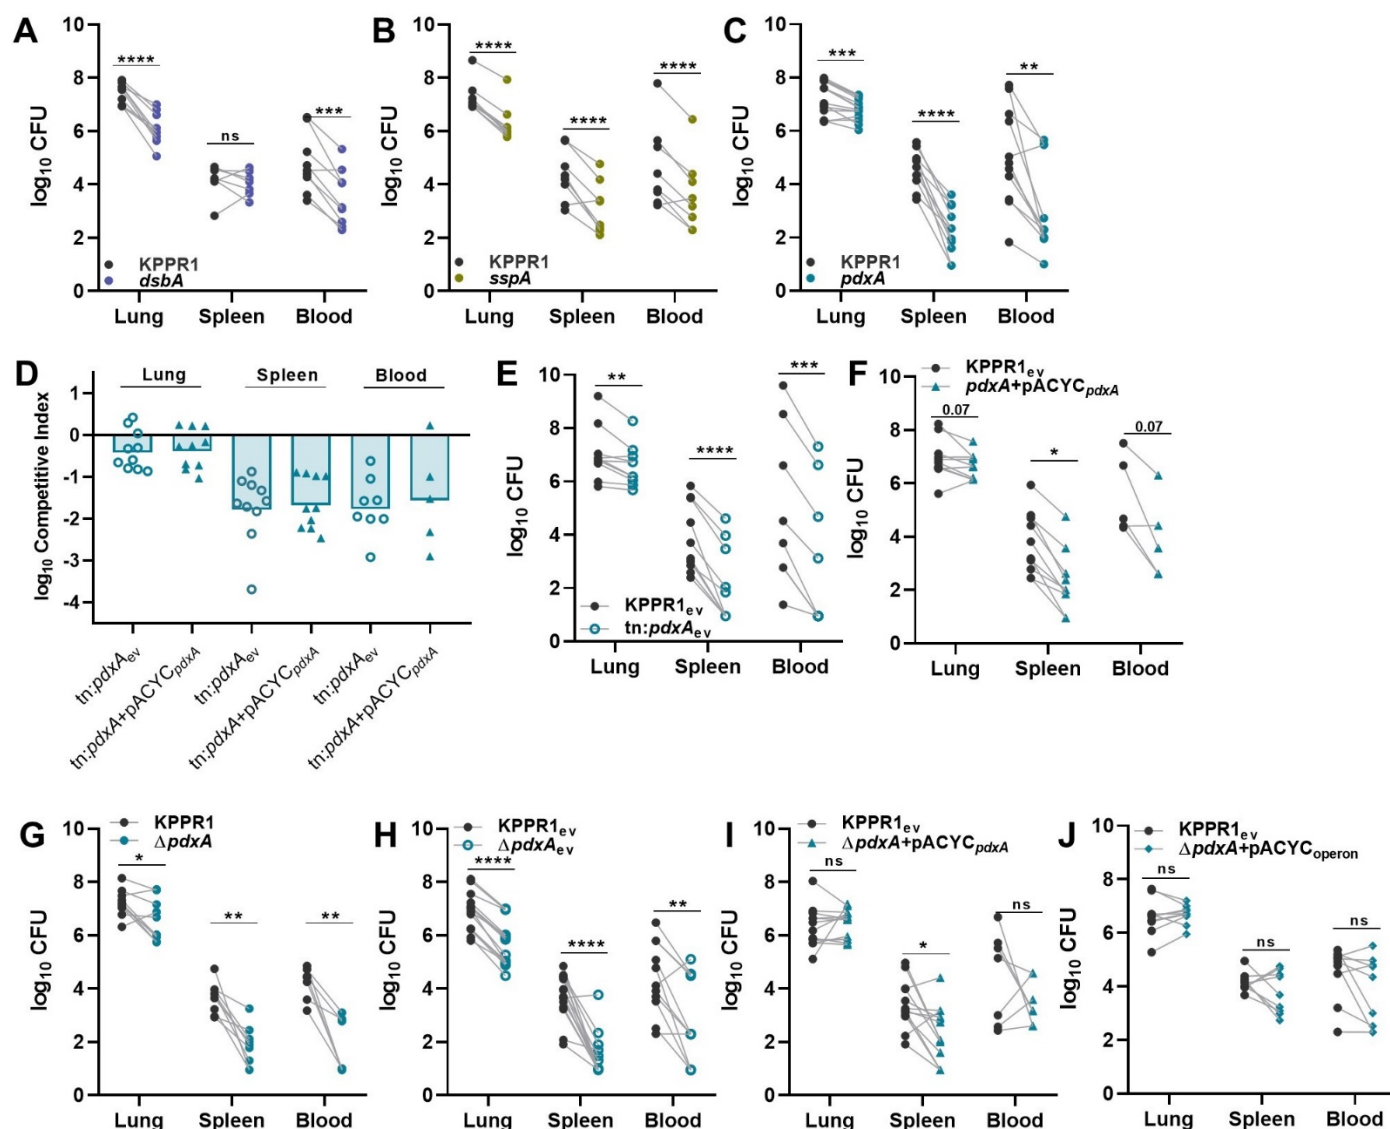 A
log10 CFU
10
8
6
4
2
0
****
ns
***
KPPR1
dsbA
Lung Spleen Blood
B
log10 CFU
10
8
6
4
2
0
****
****
****
KPPR1
sspA
Lung Spleen Blood
C
log10 CFU
10
8
6
4
2
0
***
****
**
KPPR1
pdxA
Lung Spleen Blood
D
log10 Competitive Index
Lung Spleen Blood
1
0
-1
-2
-3
-4
tn:pdxAev
tn:pdxA+pACYCpdxA
tn:pdxAev
tn:pdxA+pACYCpdxA
tn:pdxAev
tn:pdxA+pACYCpdxA
E
log10 CFU
10
8
6
4
2
0
**
****
***
KPPR1ev
tn:pdxAev
Lung Spleen Blood
F
KPPR1ev
pdxA+pACYCpdxA
log10 CFU
10
8
6
4
2
0
0.07
*
0.07
Lung Spleen Blood
G
KPPR1
ΔpdxA
log10 CFU
10
8
6
4
2
0
*
**
**
Lung Spleen Blood
H
KPPR1ev
ΔpdxAev
log10 CFU
10
8
6
4
2
0
****
****
**
Lung Spleen Blood
I
KPPR1ev
ΔpdxA+pACYCpdxA
log10 CFU
10
8
6
4
2
0
ns
*
ns
Lung Spleen Blood
J
KPPR1ev
ΔpdxA+pACYCoperon
log10 CFU
10
8
6
4
2
0
ns
ns
ns
Lung Spleen Blood